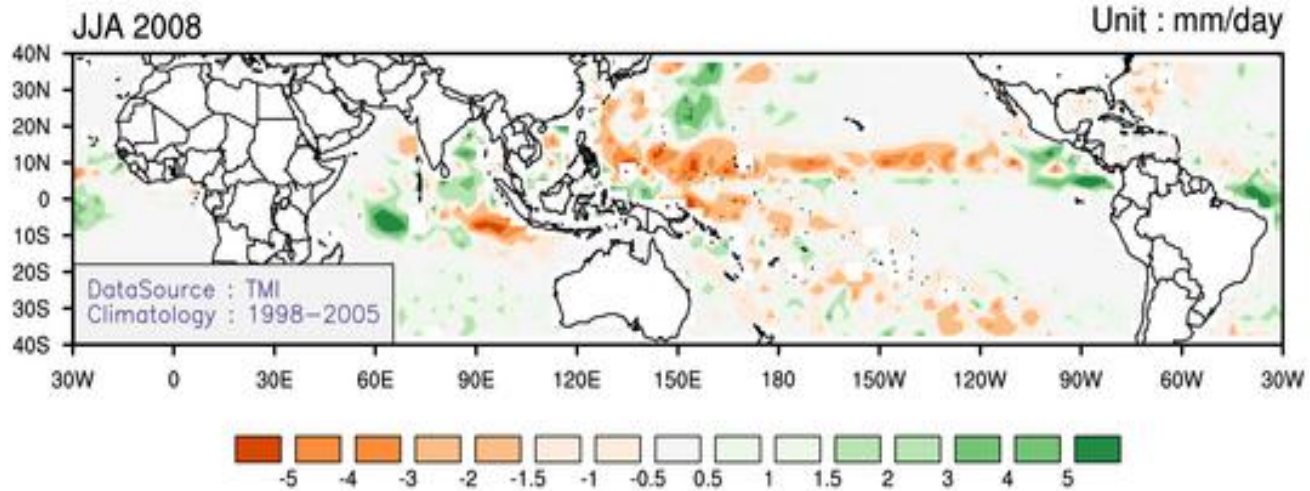 JJA 2008 Unit : mm/day
40N
30N
20N
10N
0
10S
20S
30S
40S
DataSource : TMI
Climatology : 1998-2005
30W 0 30E 60E 90E 120E 150E 180 150W 120W 90W 60W 30W
-5 -4 -3 -2 -1.5 -1 -0.5 0.5 1 1.5 2 3 4 5